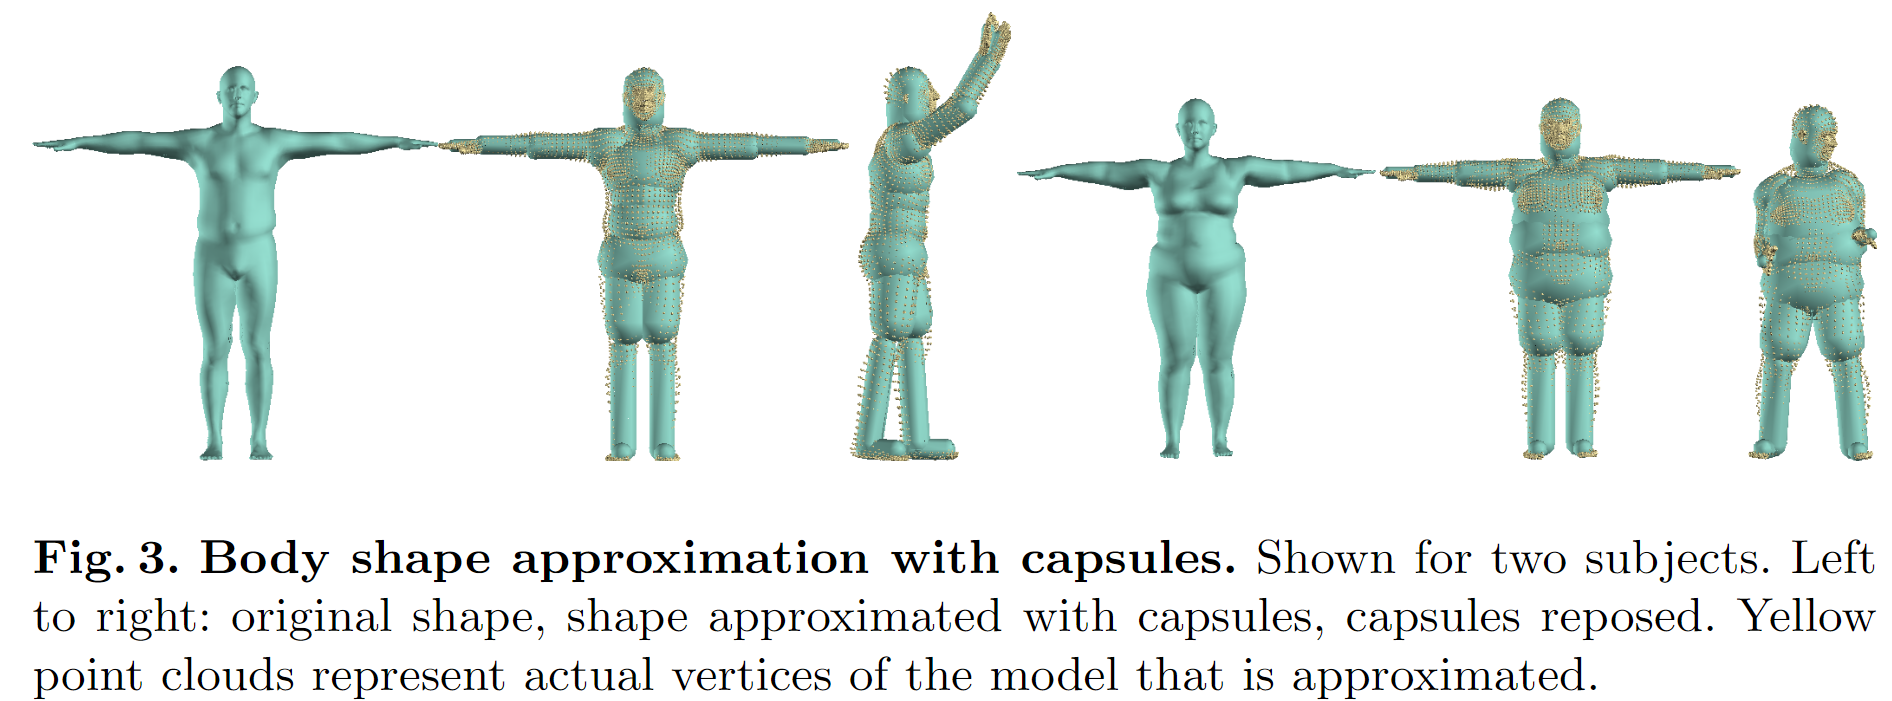 Fig. 3. Body shape approximation with capsules. Shown for two subjects. Left
to right: original shape, shape approximated with capsules, capsules reposed. Yellow
point clouds represent actual vertices of the model that is approximated.